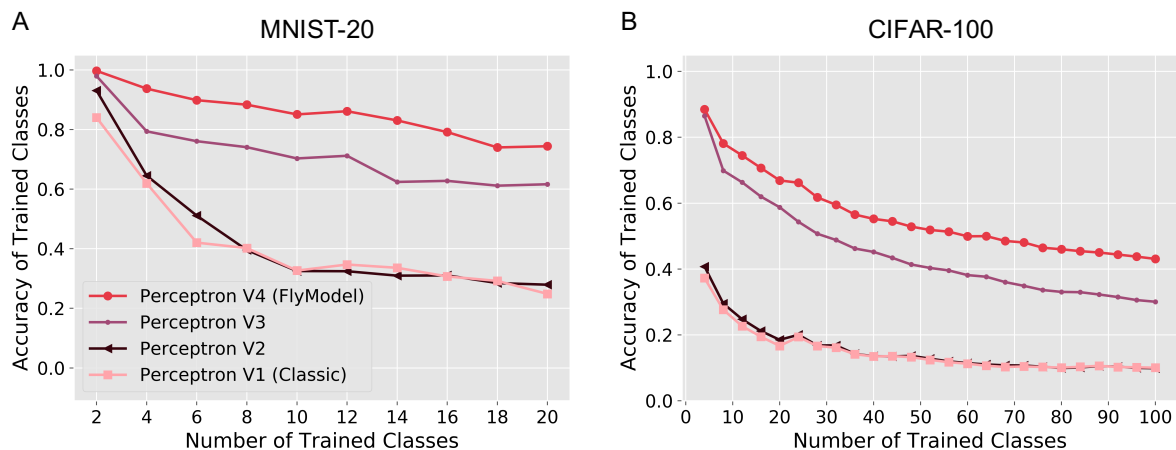 A
MNIST-20
Accuracy of Trained Classes
1.0
0.8
0.6
0.4
0.2
0.0
Perceptron V4 (FlyModel)
Perceptron V3
Perceptron V2
Perceptron V1 (Classic)
2 4 6 8 10 12 14 16 18 20
Number of Trained Classes
B
CIFAR-100
Accuracy of Trained Classes
1.0
0.8
0.6
0.4
0.2
0.0
0 10 20 30 40 50 60 70 80 90 100
Number of Trained Classes